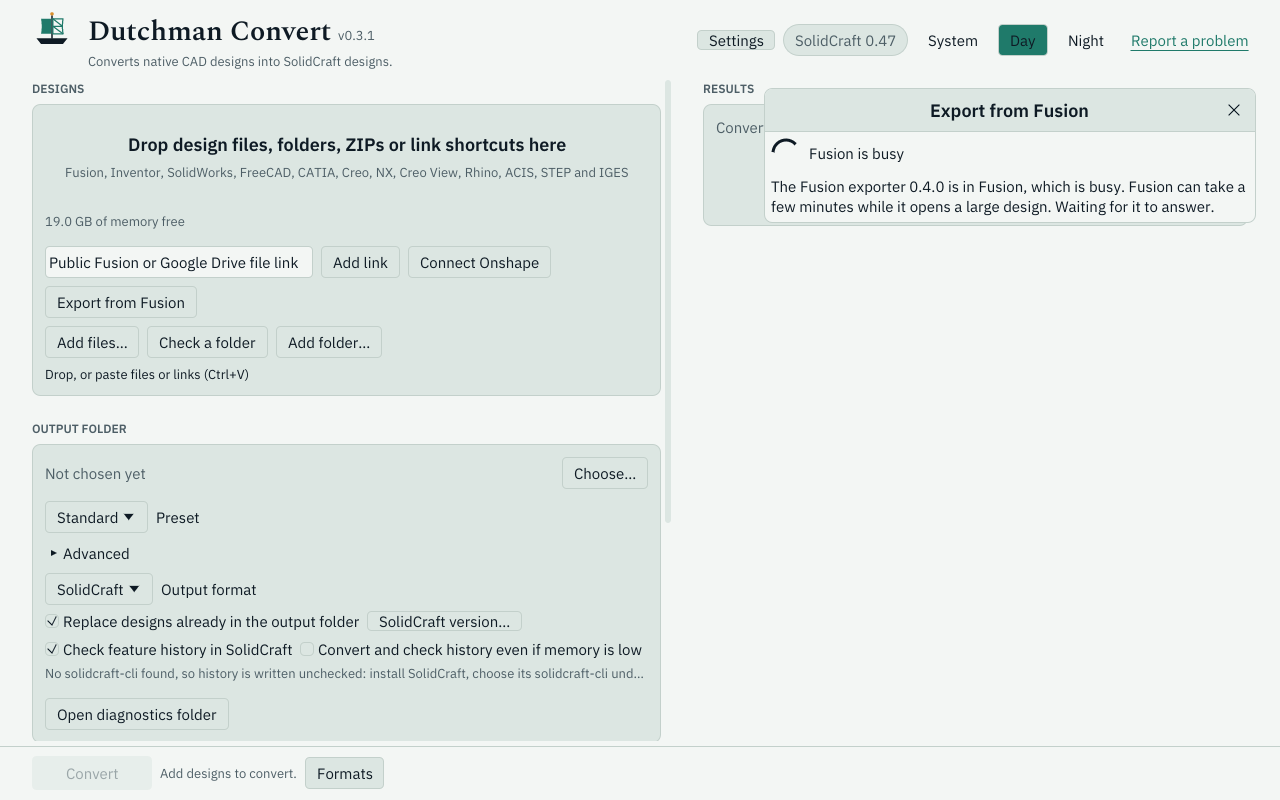 Dutchman Convert v0.3.1
Converts native CAD designs into SolidCraft designs.
Settings
SolidCraft 0.47
System
Day
Night
Report a problem
DESIGNS
Drop design files, folders, ZIPs or link shortcuts here
Fusion, Inventor, SolidWorks, FreeCAD, CATIA, Creo, NX, Creo View, Rhino, ACIS, STEP and IGES
19.0 GB of memory free
Public Fusion or Google Drive file link
Add link
Connect Onshape
Export from Fusion
Add files...
Check a folder
Add folder...
Drop, or paste files or links (Ctrl+V)
OUTPUT FOLDER
Not chosen yet
Choose...
Standard
Preset
Advanced
SolidCraft
Output format
Replace designs already in the output folder
SolidCraft version...
Check feature history in SolidCraft
Convert and check history even if memory is low
No solidcraft-cli found, so history is written unchecked: install SolidCraft, choose its solidcraft-cli und...
Open diagnostics folder
RESULTS
Conver
Export from Fusion
Fusion is busy
The Fusion exporter 0.4.0 is in Fusion, which is busy. Fusion can take a
few minutes while it opens a large design. Waiting for it to answer.
Convert
Add designs to convert.
Formats